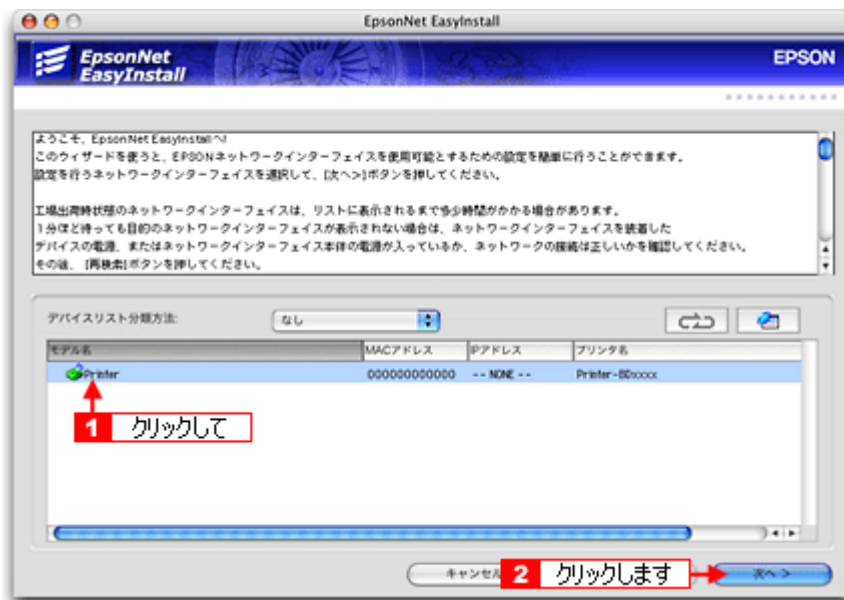 EpsonNet EasyInstall
EpsonNet
EasyInstall
EPSON
ようこそ、EpsonNet EasyInstallへ!
このウィザードを使うと、EPSONネットワークインターフェイスを使用可能とするための設定を簡単に行うことができます。
設定を行うネットワークインターフェイスを選択して、[次へ>]ボタンを押してください。
工場出荷時状態のネットワークインターフェイスは、リストに表示されるまで多少時間がかかる場合があります。
1分ほど待っても目的のネットワークインターフェイスが表示されない場合は、ネットワークインターフェイスを装着した
デバイスの電源、またはネットワークインターフェイス本体の電源が入っているか、ネットワークの接続は正しいかを確認してください。
その後、[再検索]ボタンを押してください。
デバイスリスト分類方法: なし
モデル名 MACアドレス IPアドレス プリンタ名
Printer 000000000000 -- NONE -- Printer-80xxxx
1 クリックして
キャンセル 2 クリックします 次へ >